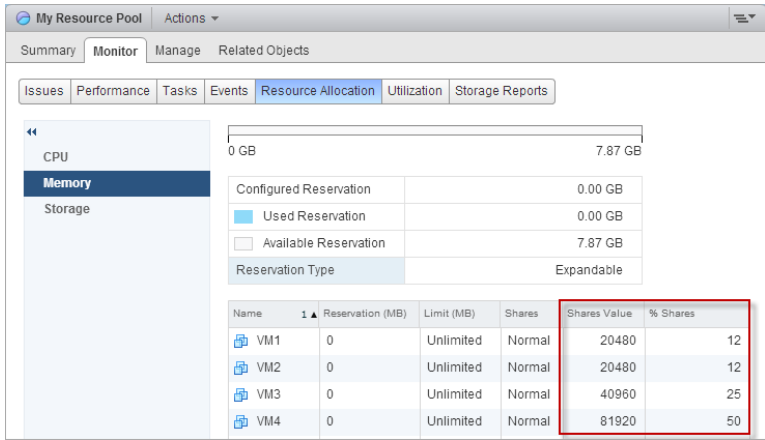 My Resource Pool Actions
Summary Monitor Manage Related Objects
Issues Performance Tasks Events Resource Allocation Utilization Storage Reports
CPU
Memory
Storage
0 GB 7.87 GB
Configured Reservation 0.00 GB
Used Reservation 0.00 GB
Available Reservation 7.87 GB
Reservation Type Expandable
Name 1 ▲ Reservation (MB) Limit (MB) Shares Shares Value % Shares
VM1 0 Unlimited Normal 20480 12
VM2 0 Unlimited Normal 20480 12
VM3 0 Unlimited Normal 40960 25
VM4 0 Unlimited Normal 81920 50